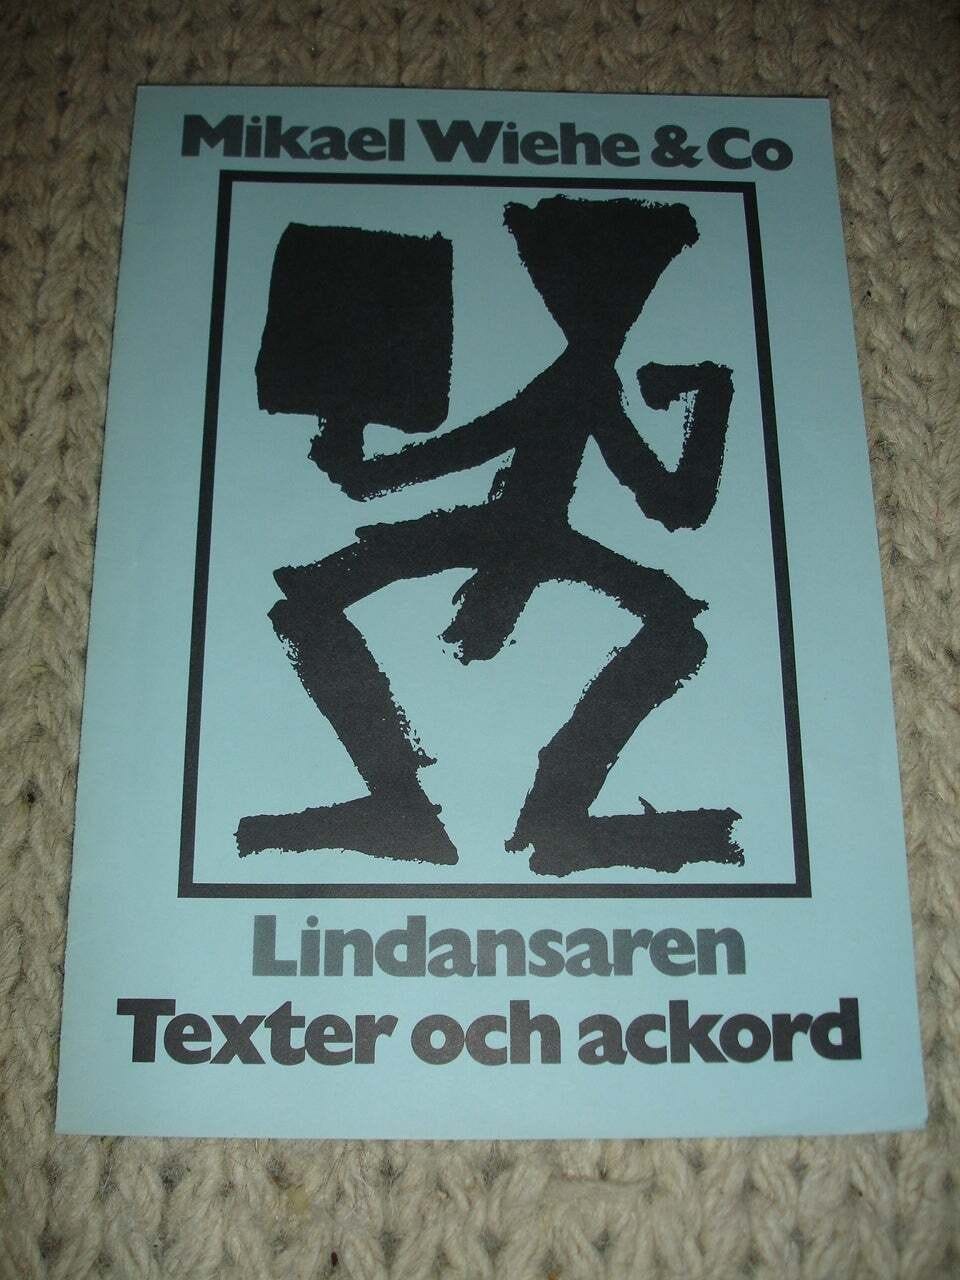 Mikael Wiehe & Co
Lindansaren
Texter och ackord